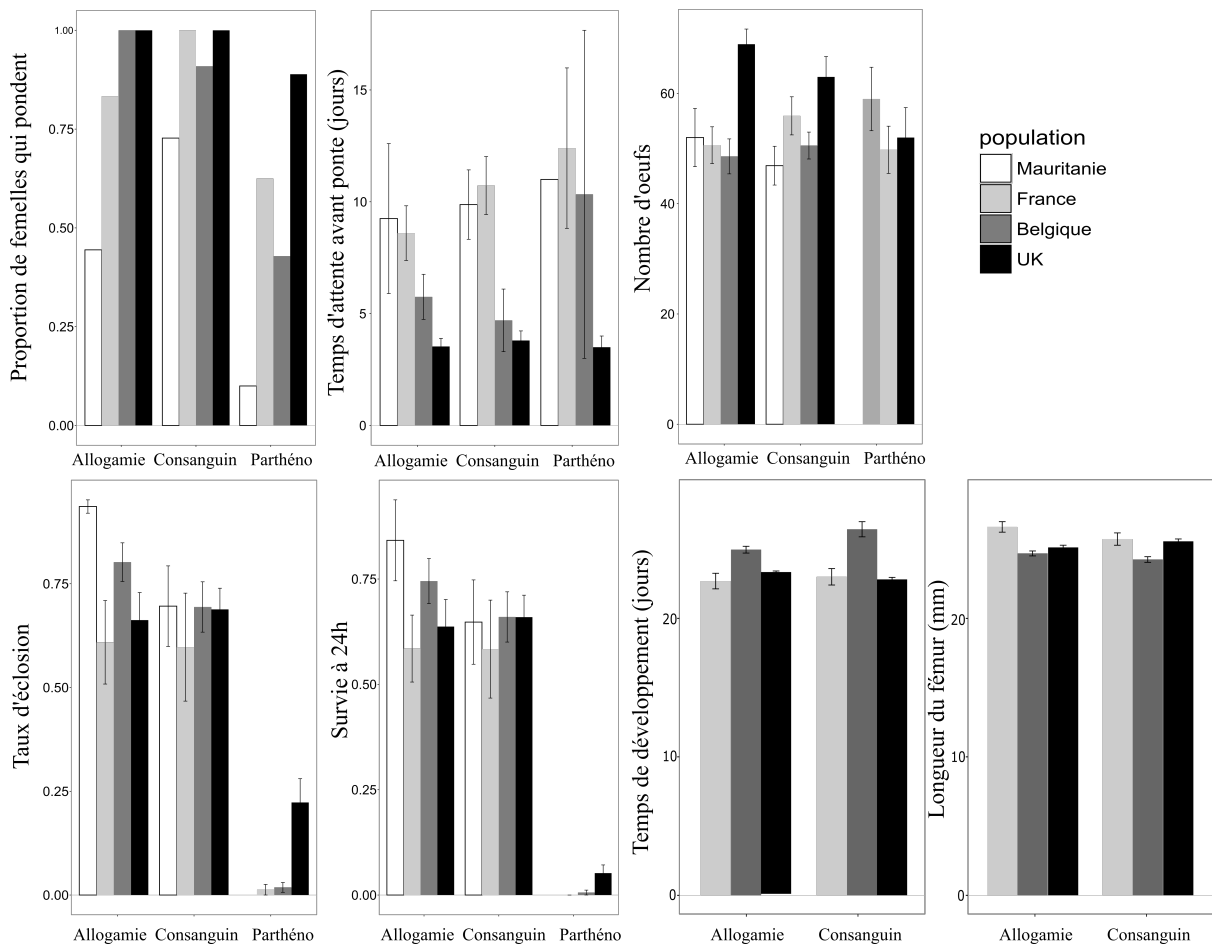 Proportion de femelles qui pondent
1.00
0.75
0.50
0.25
0.00
Allogamie Consanguin Parthéno
Temps d'attente avant ponte (jours)
15
10
5
0
Allogamie Consanguin Parthéno
Nombre d'oeufs
60
40
20
0
Allogamie Consanguin Parthéno
population
Mauritanie
France
Belgique
UK
Taux d'éclosion
0.75
0.50
0.25
0.00
Allogamie Consanguin Parthéno
Survie à 24h
0.75
0.50
0.25
0.00
Allogamie Consanguin Parthéno
Temps de développement (jours)
20
10
0
Allogamie Consanguin
Longueur du fémur (mm)
20
10
0
Allogamie Consanguin